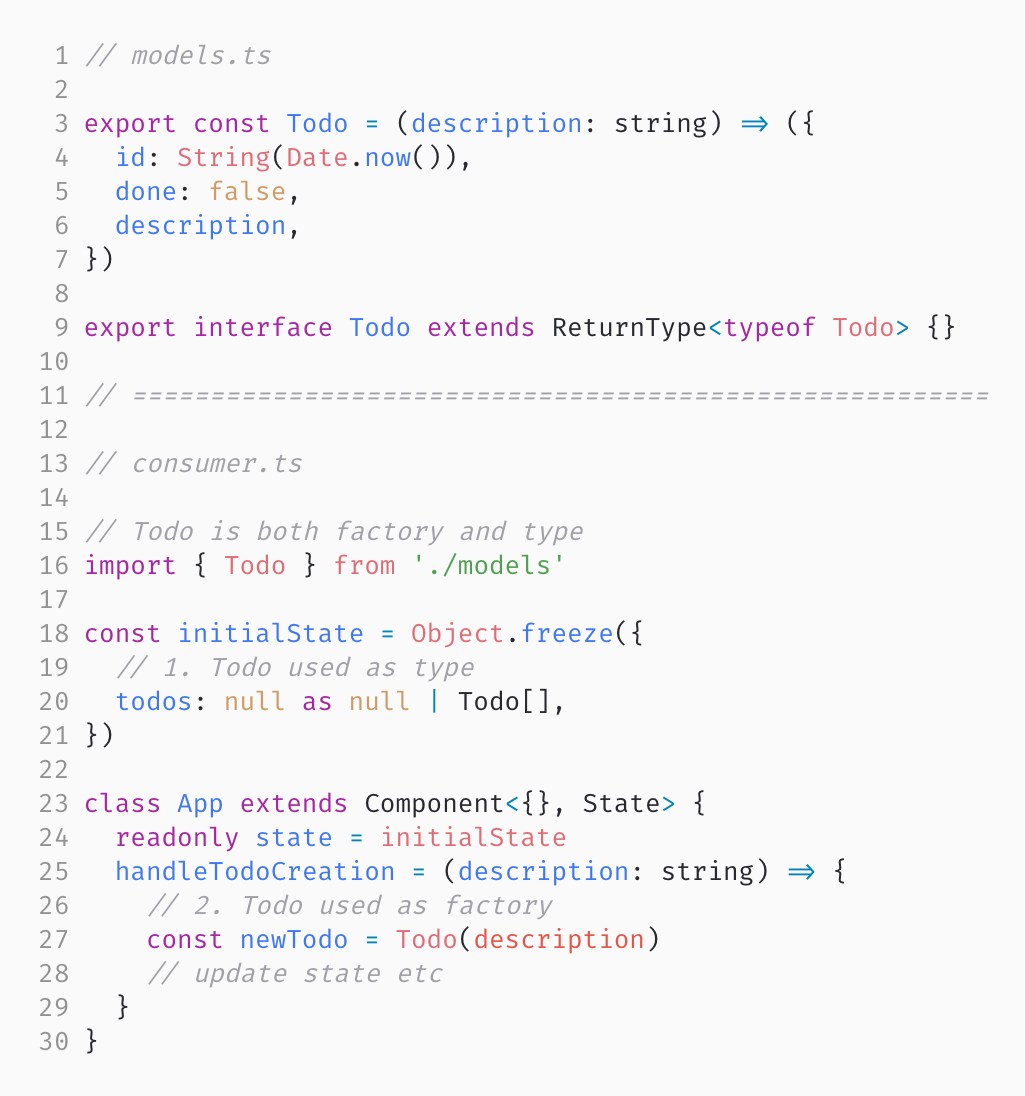 1 // models.ts
2
3 export const Todo = (description: string) => ({
4   id: String(Date.now()),
5   done: false,
6   description,
7 })
8
9 export interface Todo extends ReturnType<typeof Todo> {}
10
11 // =======================================================
12
13 // consumer.ts
14
15 // Todo is both factory and type
16 import { Todo } from './models'
17
18 const initialState = Object.freeze({
19   // 1. Todo used as type
20   todos: null as null | Todo[],
21 })
22
23 class App extends Component<{}, State> {
24   readonly state = initialState
25   handleTodoCreation = (description: string) => {
26     // 2. Todo used as factory
27     const newTodo = Todo(description)
28     // update state etc
29   }
30 }